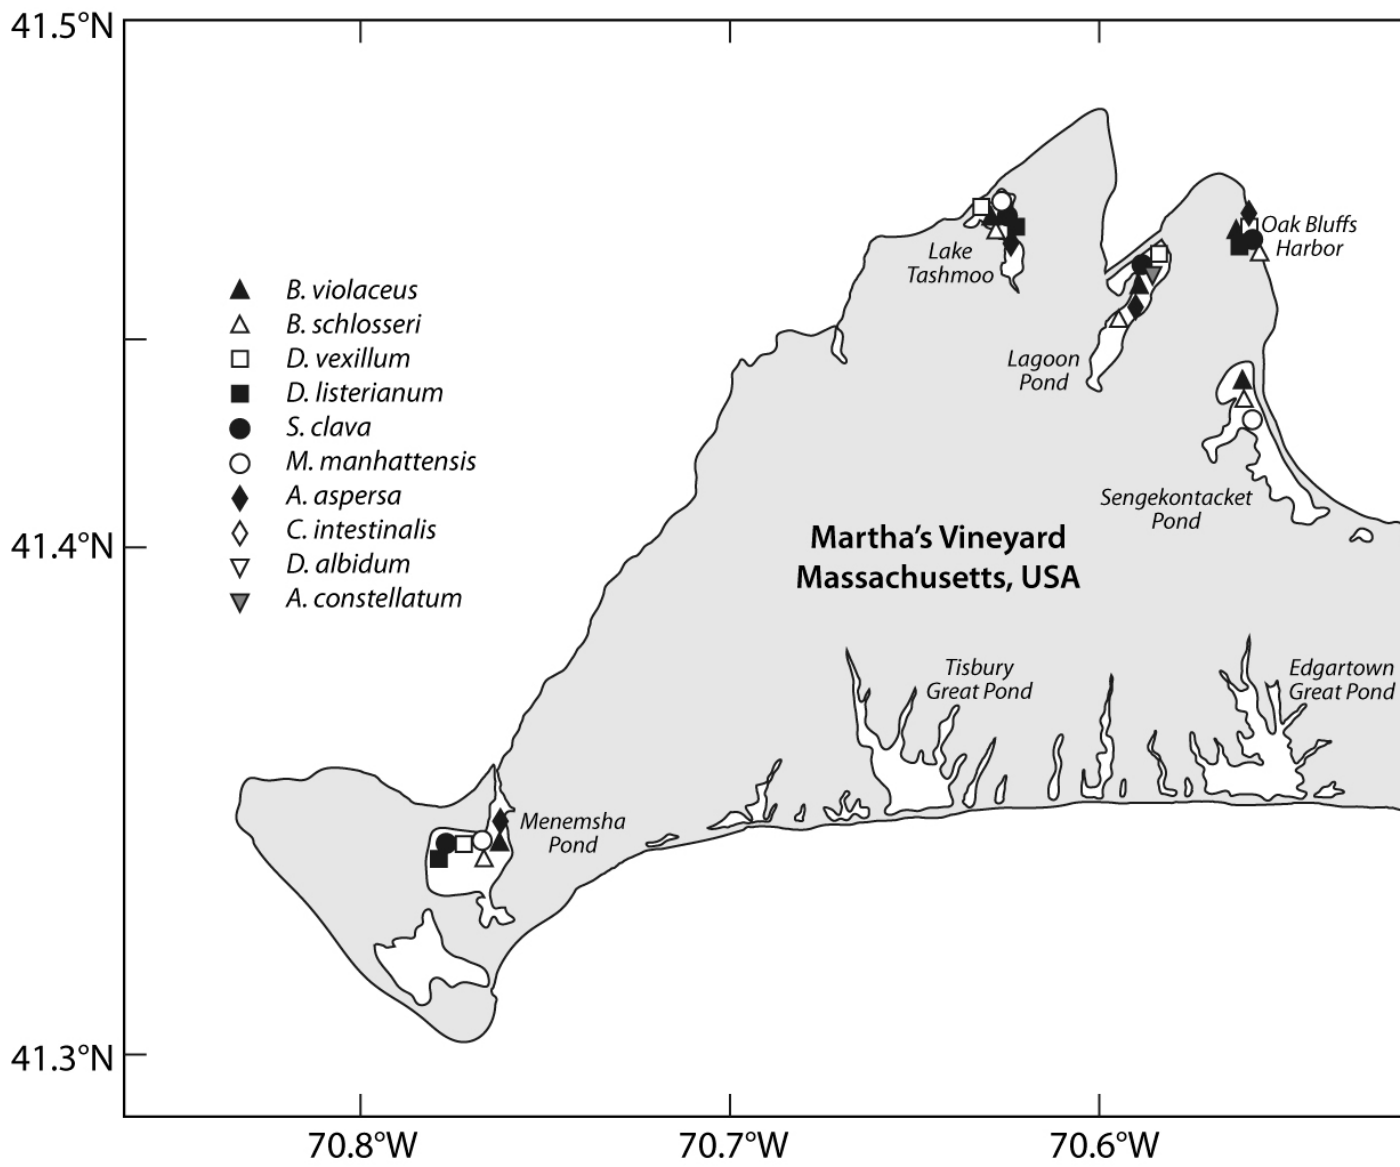 41.5°N
Oak Bluffs
Harbor
Lake
Tashmoo
B. violaceus
B. schlosseri
D. vexillum
D. listerianum
S. clava
M. manhattensis
A. aspersa
C. intestinalis
D. albidum
A. constellatum
Lagoon
Pond
Sengekontacket
Pond
41.4°N
Martha's Vineyard
Massachusetts, USA
Tisbury
Great Pond
Edgartown
Great Pond
Menemsha
Pond
41.3°N
70.8°W
70.7°W
70.6°W